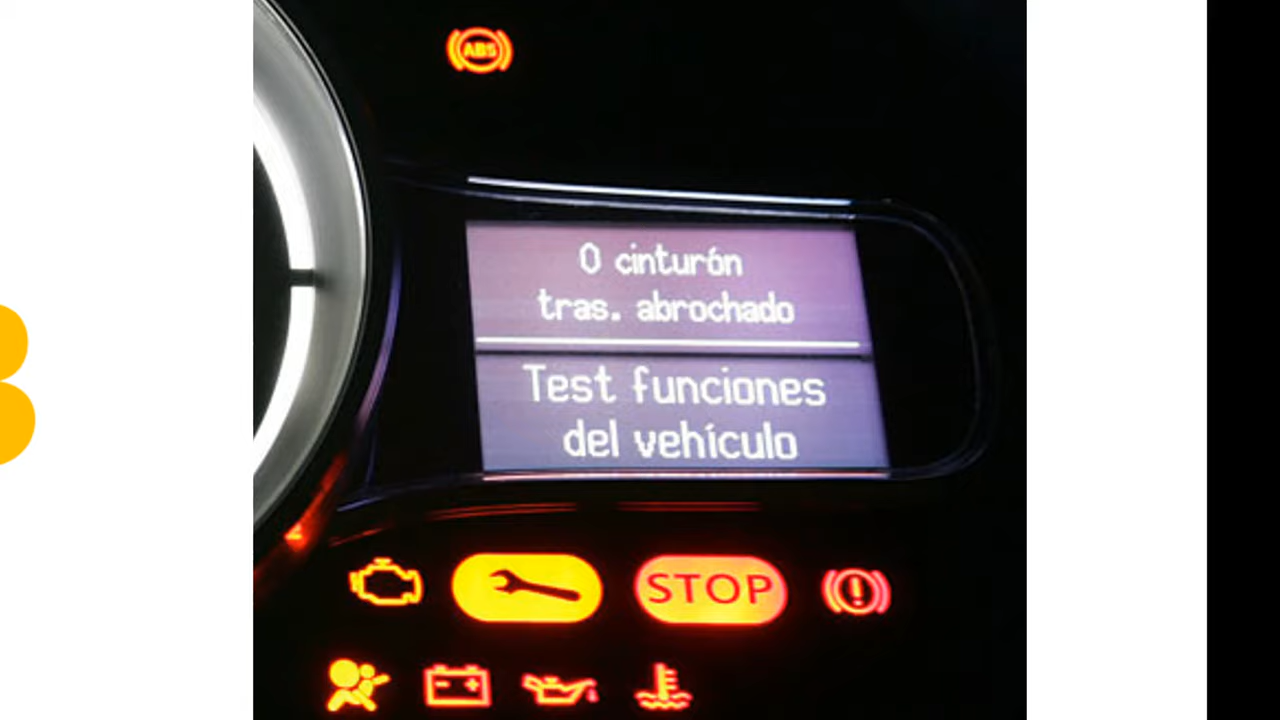 ABS
0 cinturón
tras. abrochado
Test funciones
del vehículo
STOP